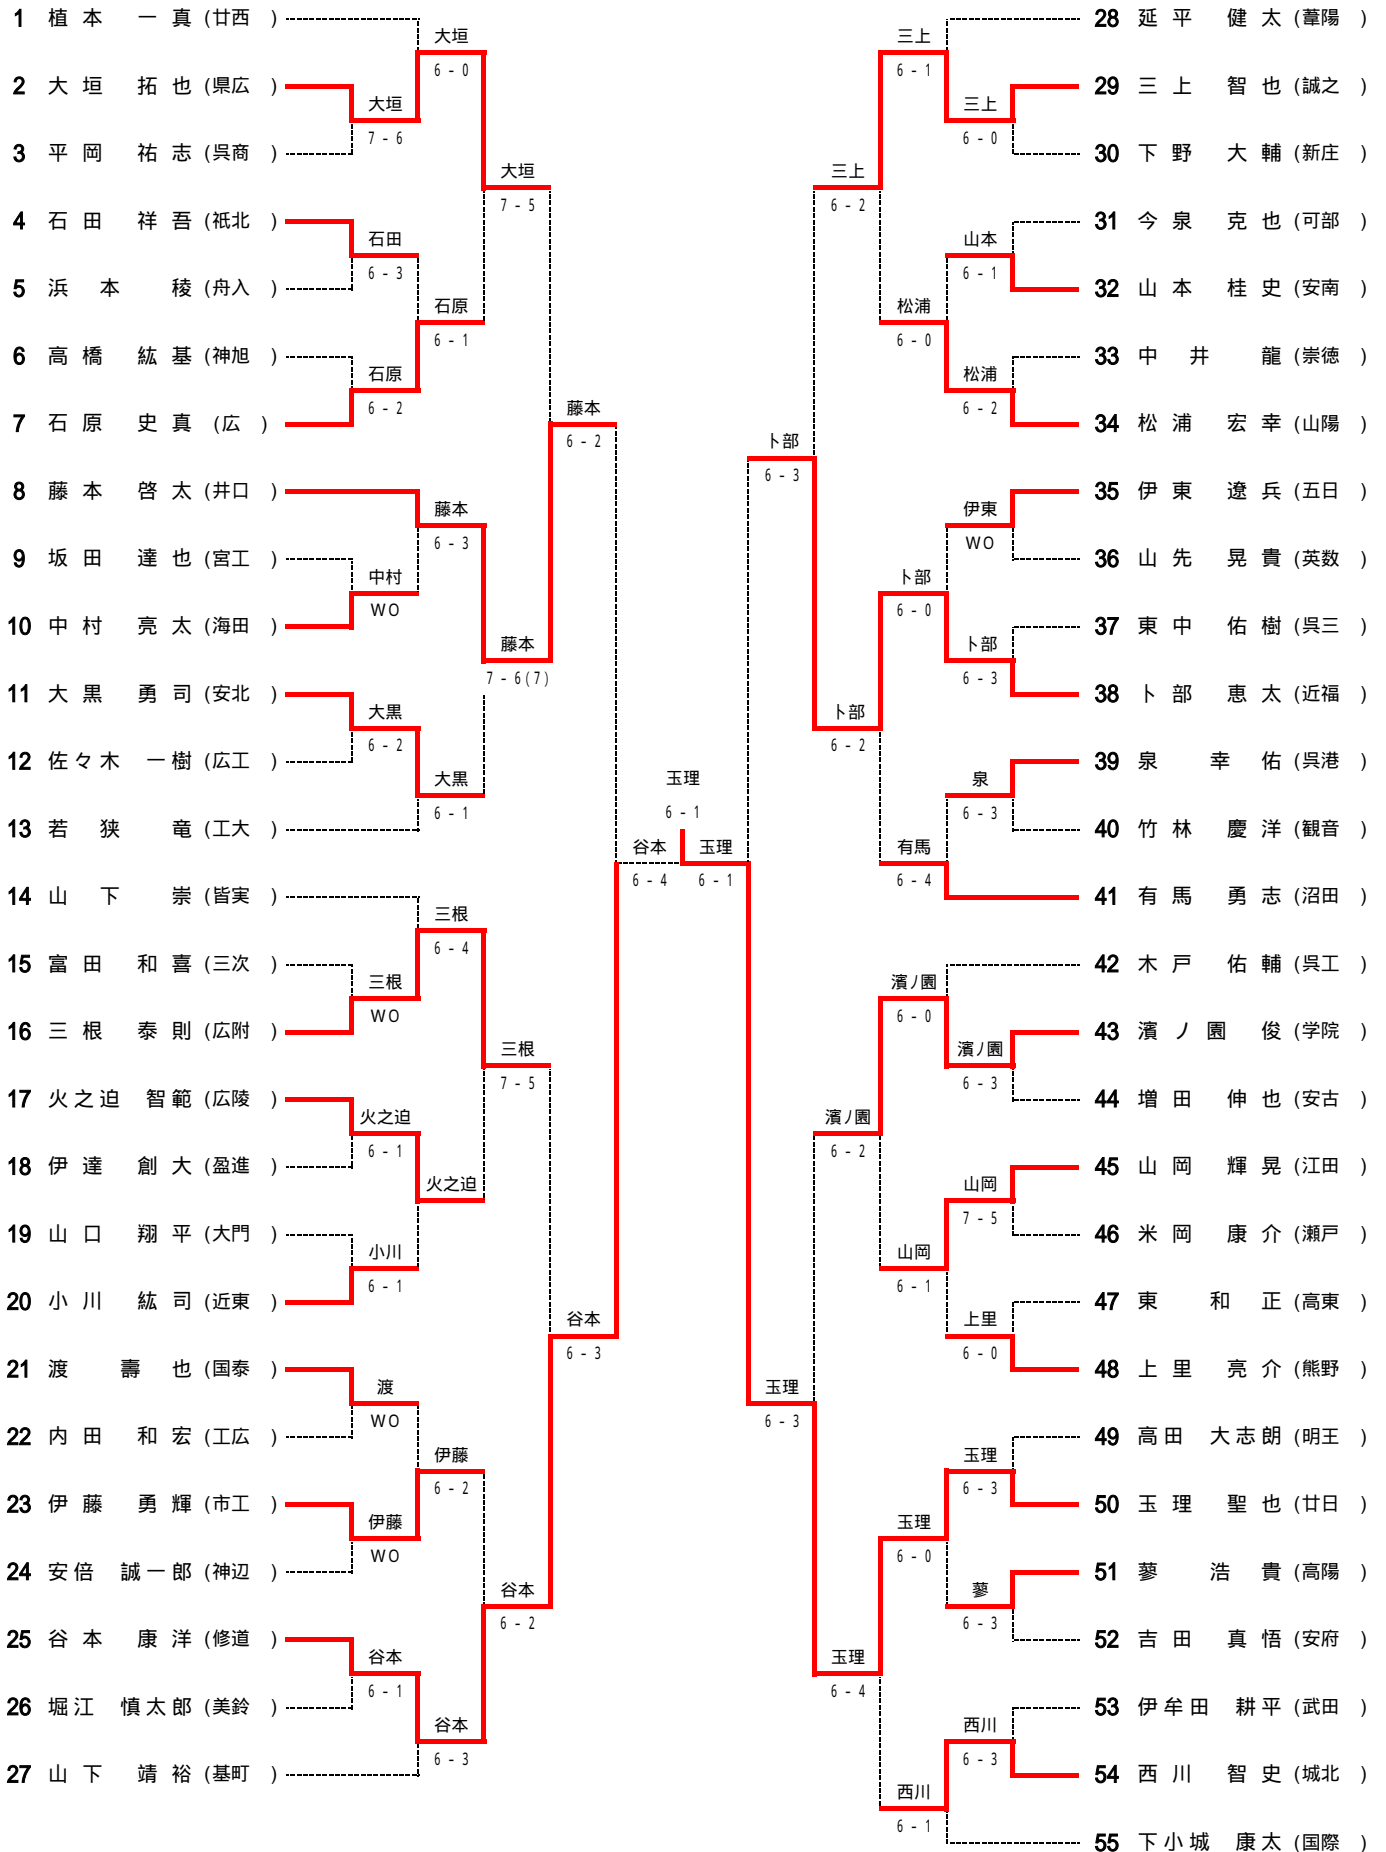 1 植本 一真 (廿西 )
2 大垣 拓也 (県広 )
3 平岡 祐志 (呉商 )
4 石田 祥吾 (祇北 )
5 浜本 稜 (舟入 )
6 高橋 紘基 (神旭 )
7 石原 史真 (広 )
8 藤本 啓太 (井口 )
9 坂田 達也 (宮工 )
10 中村 亮太 (海田 )
11 大黒 勇司 (安北 )
12 佐々木 一樹 (広工 )
13 若狭 竜 (工大 )
14 山下 崇 (皆実 )
15 富田 和喜 (三次 )
16 三根 泰則 (広附 )
17 火之迫 智範 (広陵 )
18 伊達 創大 (盈進 )
19 山口 翔平 (大門 )
20 小川 紘司 (近東 )
21 渡 壽也 (国泰 )
22 内田 和宏 (工広 )
23 伊藤 勇輝 (市工 )
24 安倍 誠一郎 (神辺 )
25 谷本 康洋 (修道 )
26 堀江 慎太郎 (美鈴 )
27 山下 靖裕 (基町 )
大垣
7 - 6
石田
6 - 3
石原
6 - 2
中村
WO
大黒
6 - 2
三根
WO
火之迫
6 - 1
小川
6 - 1
渡
WO
伊藤
WO
谷本
6 - 1
大垣
6 - 0
石原
6 - 1
藤本
6 - 3
大黒
6 - 1
三根
6 - 4
火之迫
伊藤
6 - 2
谷本
6 - 3
大垣
7 - 5
藤本
7 - 6(7)
三根
7 - 5
谷本
6 - 2
藤本
6 - 2
谷本
6 - 3
谷本
6 - 4
玉理
6 - 1
玉理
6 - 1
卜部
6 - 3
玉理
6 - 3
三上
6 - 2
卜部
6 - 2
濱ノ園
6 - 2
玉理
6 - 4
三上
6 - 1
松浦
6 - 0
卜部
6 - 0
有馬
6 - 4
濱ノ園
6 - 0
山岡
6 - 1
玉理
6 - 0
西川
6 - 1
三上
6 - 0
山本
6 - 1
松浦
6 - 2
伊東
WO
卜部
6 - 3
泉
6 - 3
濱ノ園
6 - 3
山岡
7 - 5
上里
6 - 0
玉理
6 - 3
蓼
6 - 3
西川
6 - 3
28 延平 健太 (葦陽 )
29 三上 智也 (誠之 )
30 下野 大輔 (新庄 )
31 今泉 克也 (可部 )
32 山本 桂史 (安南 )
33 中井 龍 (崇徳 )
34 松浦 宏幸 (山陽 )
35 伊東 遼兵 (五日 )
36 山先 晃貴 (英数 )
37 東中 佑樹 (呉三 )
38 卜部 恵太 (近福 )
39 泉 幸佑 (呉港 )
40 竹林 慶洋 (観音 )
41 有馬 勇志 (沼田 )
42 木戸 佑輔 (呉工 )
43 濱ノ園 俊 (学院 )
44 増田 伸也 (安古 )
45 山岡 輝晃 (江田 )
46 米岡 康介 (瀬戸 )
47 東 和正 (高東 )
48 上里 亮介 (熊野 )
49 高田 大志朗 (明王 )
50 玉理 聖也 (廿日 )
51 蓼 浩貴 (高陽 )
52 吉田 真悟 (安府 )
53 伊牟田 耕平 (武田 )
54 西川 智史 (城北 )
55 下小城 康太 (国際 )